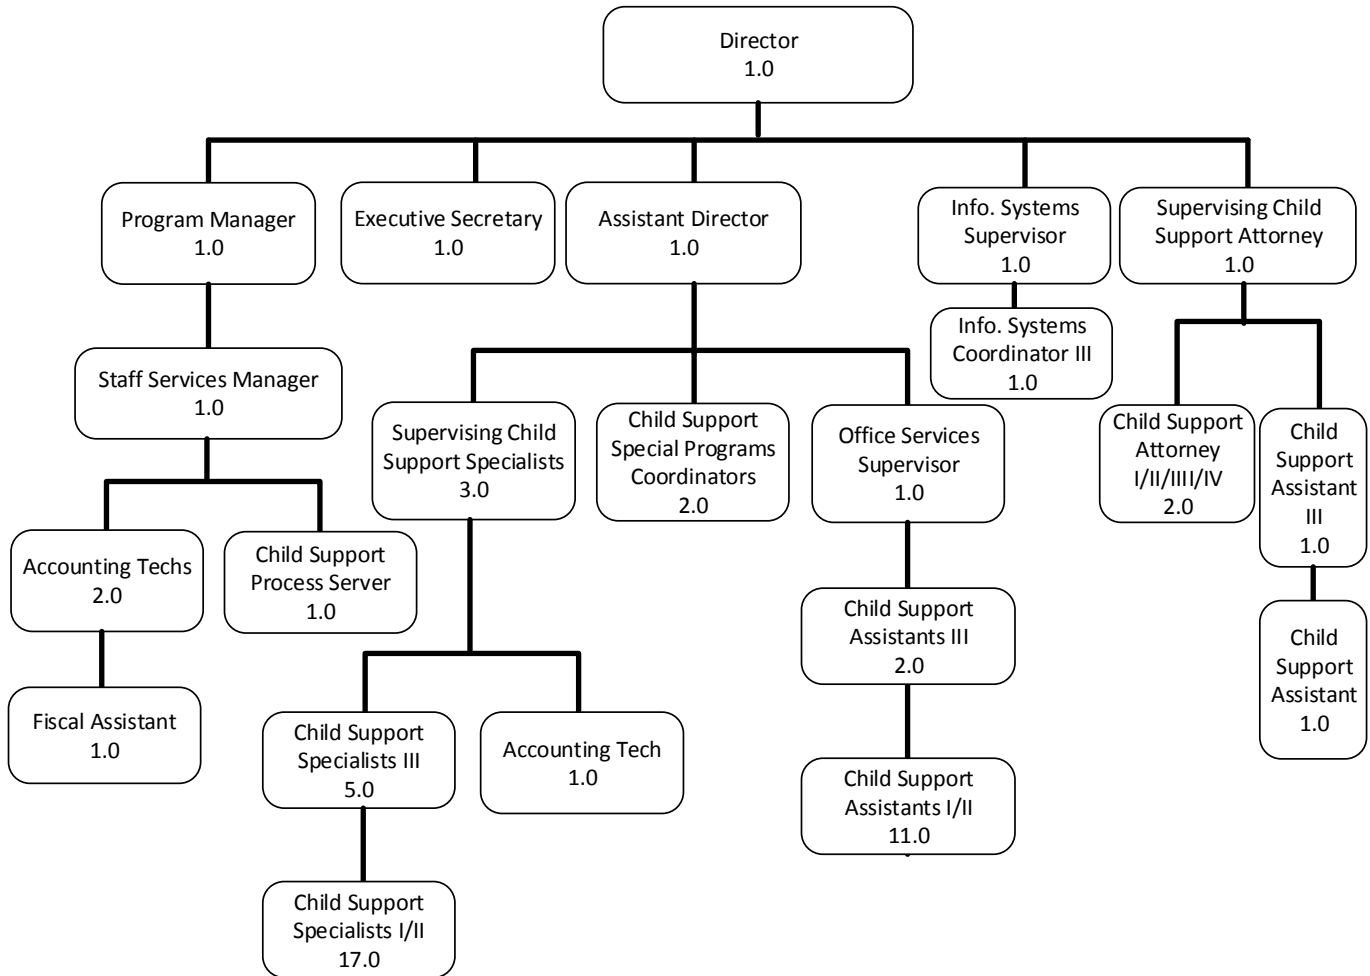 Director
1.0
Program Manager
1.0
Executive Secretary
1.0
Assistant Director
1.0
Info. Systems
Supervisor
1.0
Supervising Child
Support Attorney
1.0
Info. Systems
Coordinator III
1.0
Staff Services Manager
1.0
Supervising Child
Support Specialists
3.0
Child Support
Special Programs
Coordinators
2.0
Office Services
Supervisor
1.0
Child Support
Attorney
I/II/IIII/IV
2.0
Child
Support
Assistant
III
1.0
Accounting Techs
2.0
Child Support
Process Server
1.0
Child Support
Assistants III
2.0
Child
Support
Assistant
1.0
Fiscal Assistant
1.0
Child Support
Specialists III
5.0
Accounting Tech
1.0
Child Support
Assistants I/II
11.0
Child Support
Specialists I/II
17.0